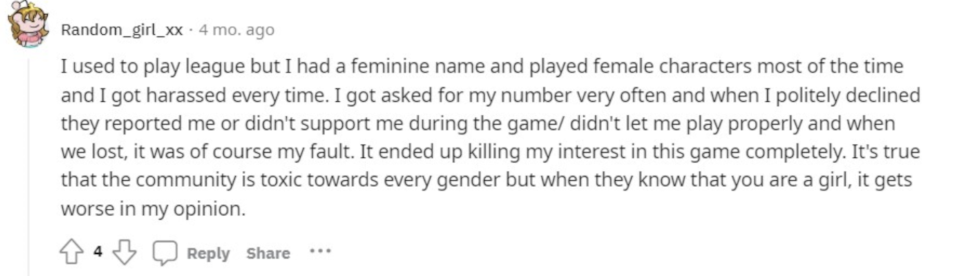 Random_girl_xx · 4 mo. ago
I used to play league but I had a feminine name and played female characters most of the time
and I got harassed every time. I got asked for my number very often and when I politely declined
they reported me or didn't support me during the game/ didn't let me play properly and when
we lost, it was of course my fault. It ended up killing my interest in this game completely. It's true
that the community is toxic towards every gender but when they know that you are a girl, it gets
worse in my opinion.
4 Reply Share ···